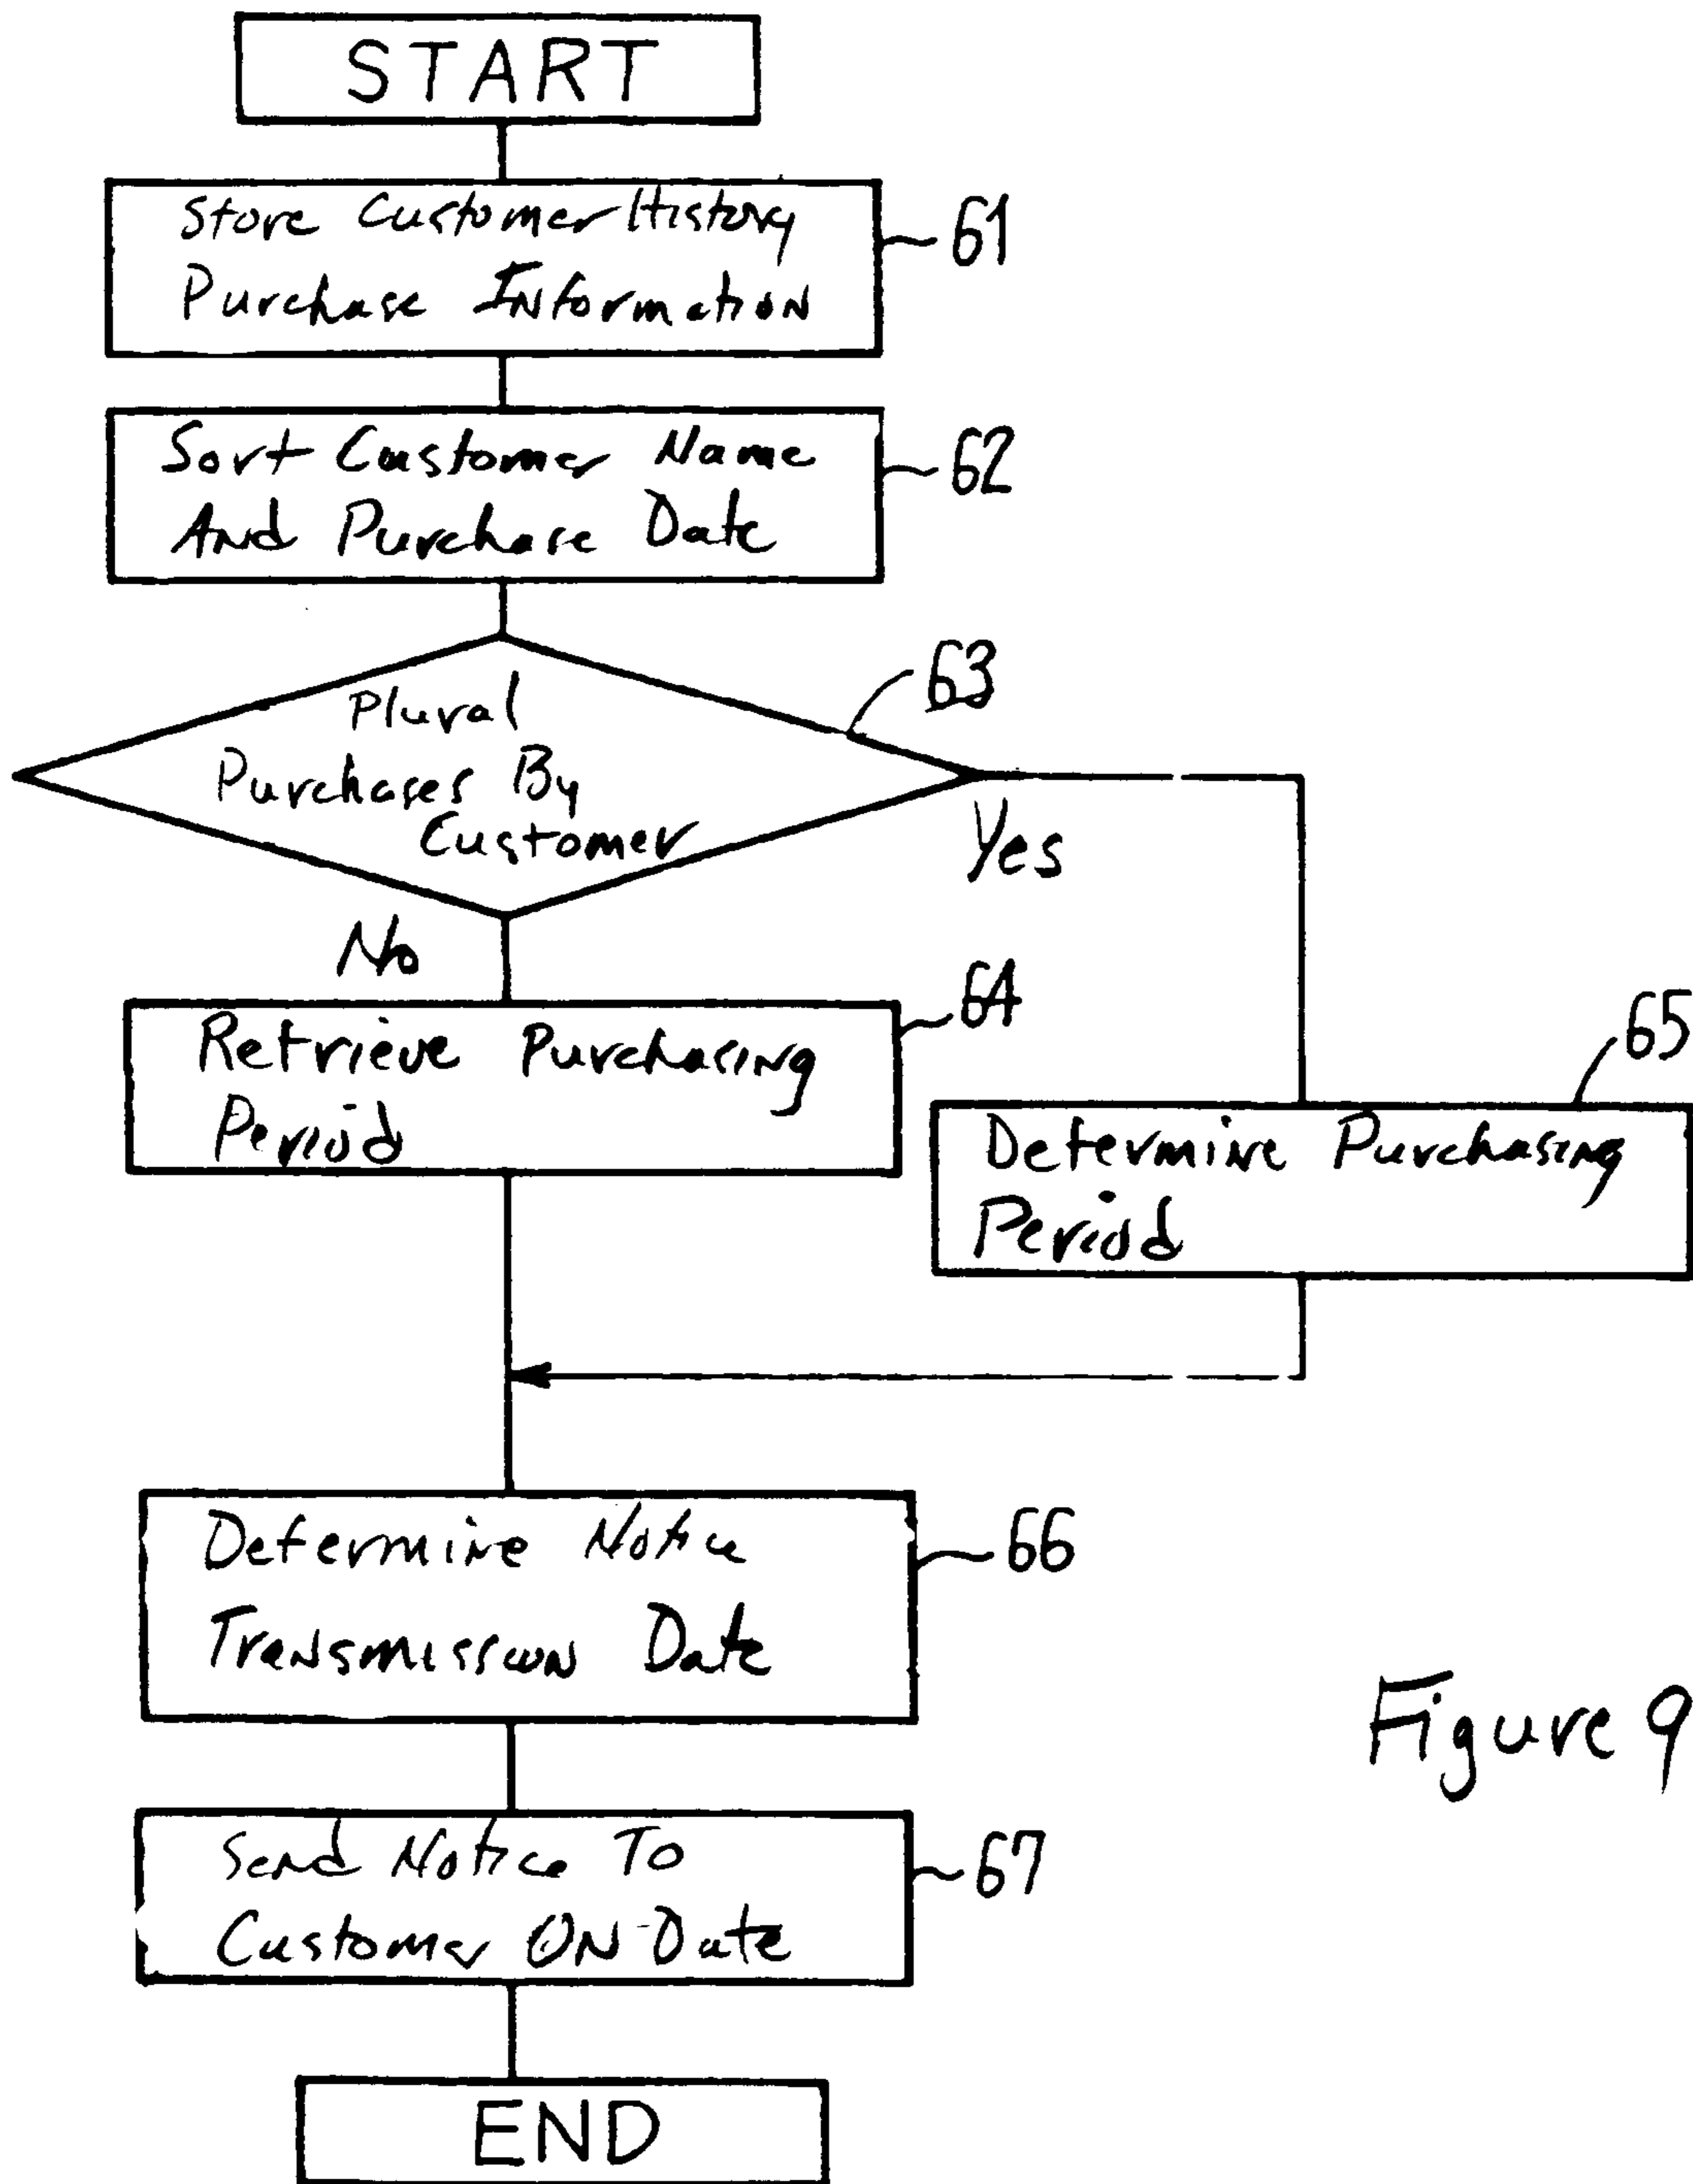 START
Store Customer History
Purchase Information
61
Sort Customer Name
And Purchase Date
62
Plural
Purchases By
Customer
63
Yes
No
Retrieve Purchasing
Period
64
Determine Purchasing
Period
65
Determine Notice
Transmission Date
66
Send Notice To
Customer On Date
67
END
Figure 9